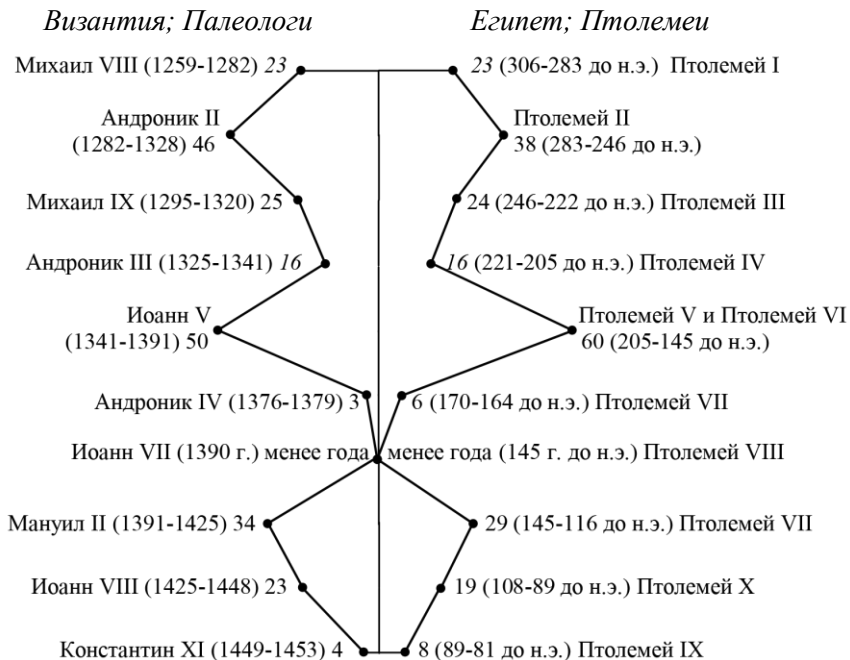 Византия; Палеологи Египет; Птолемеи
Михаил VIII (1259-1282) 23 23 (306-283 до н.э.) Птолемей I
Андроник II Птолемей II
(1282-1328) 46 38 (283-246 до н.э.)
Михаил IX (1295-1320) 25 24 (246-222 до н.э.) Птолемей III
Андроник III (1325-1341) 16 16 (221-205 до н.э.) Птолемей IV
Иоанн V Птолемей V и Птолемей VI
(1341-1391) 50 60 (205-145 до н.э.)
Андроник IV (1376-1379) 3 6 (170-164 до н.э.) Птолемей VII
Иоанн VII (1390 г.) менее года менее года (145 г. до н.э.) Птолемей VIII
Мануил II (1391-1425) 34 29 (145-116 до н.э.) Птолемей VII
Иоанн VIII (1425-1448) 23 19 (108-89 до н.э.) Птолемей X
Константин XI (1449-1453) 4 8 (89-81 до н.э.) Птолемей IX